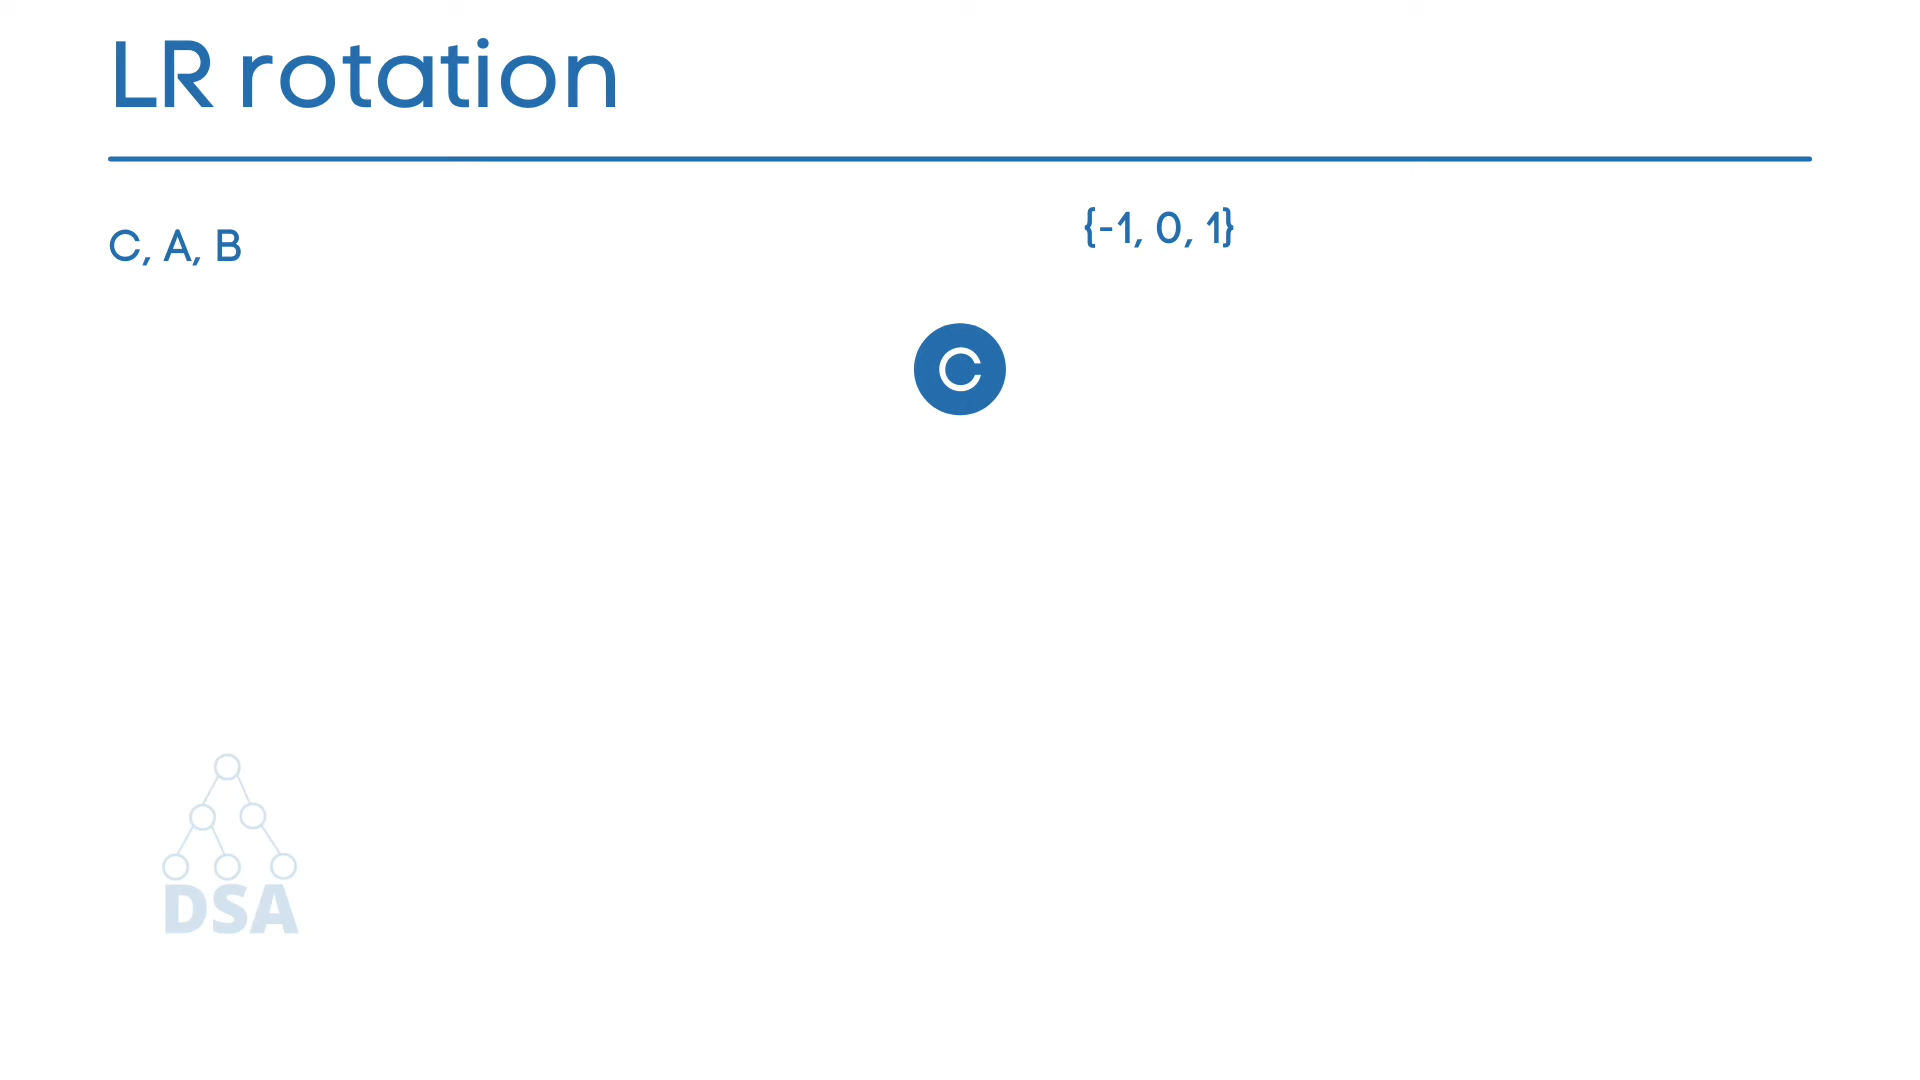 LR rotation
C, A, B
{-1, 0, 1}
C
DSA